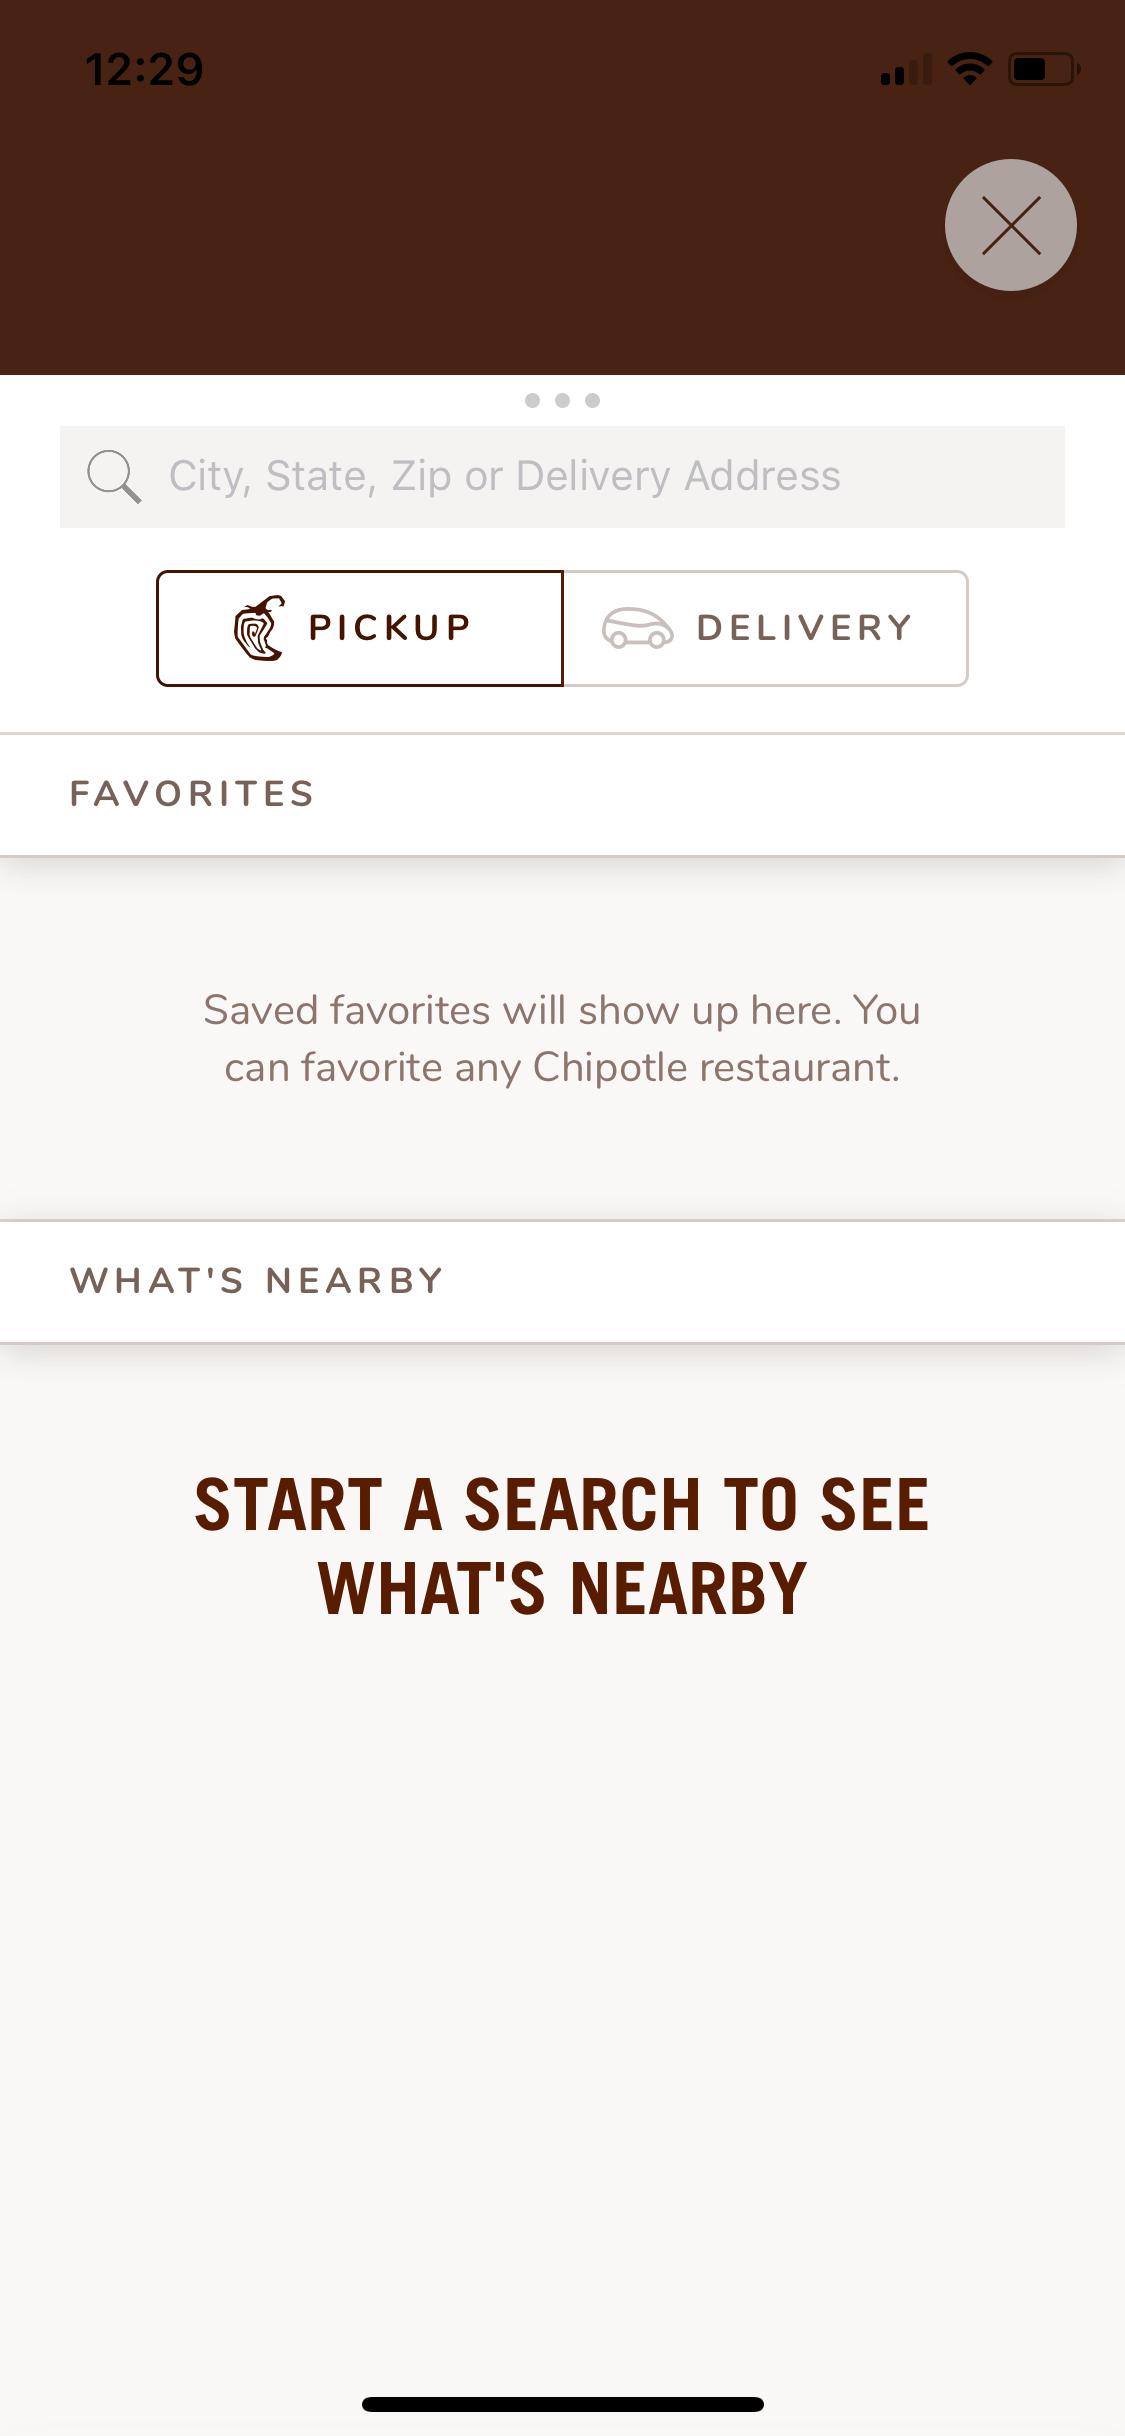 12:29
City, State, Zip or Delivery Address
PICKUP
DELIVERY
FAVORITES
Saved favorites will show up here. You
can favorite any Chipotle restaurant.
WHAT'S NEARBY
START A SEARCH TO SEE
WHAT'S NEARBY